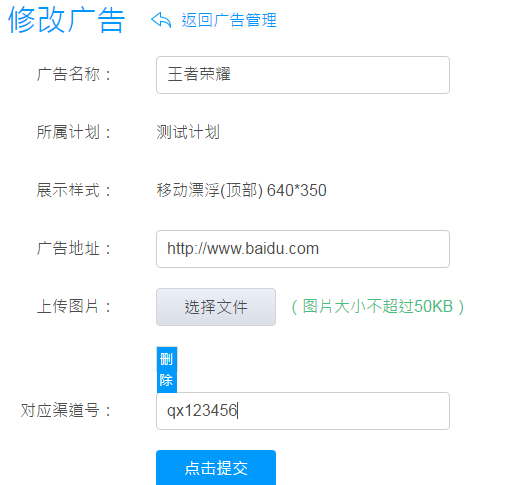 修改广告 返回广告管理
广告名称： 王者荣耀
所属计划： 测试计划
展示样式： 移动漂浮(顶部) 640*350
广告地址： http://www.baidu.com
上传图片： 选择文件 （图片大小不超过50KB）
删
除
对应渠道号： qx123456
点击提交